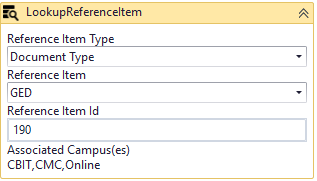 LookupReferenceItem
Reference Item Type
Document Type
Reference Item
GED
Reference Item Id
190
Associated Campus(es)
CBIT,CMC,Online